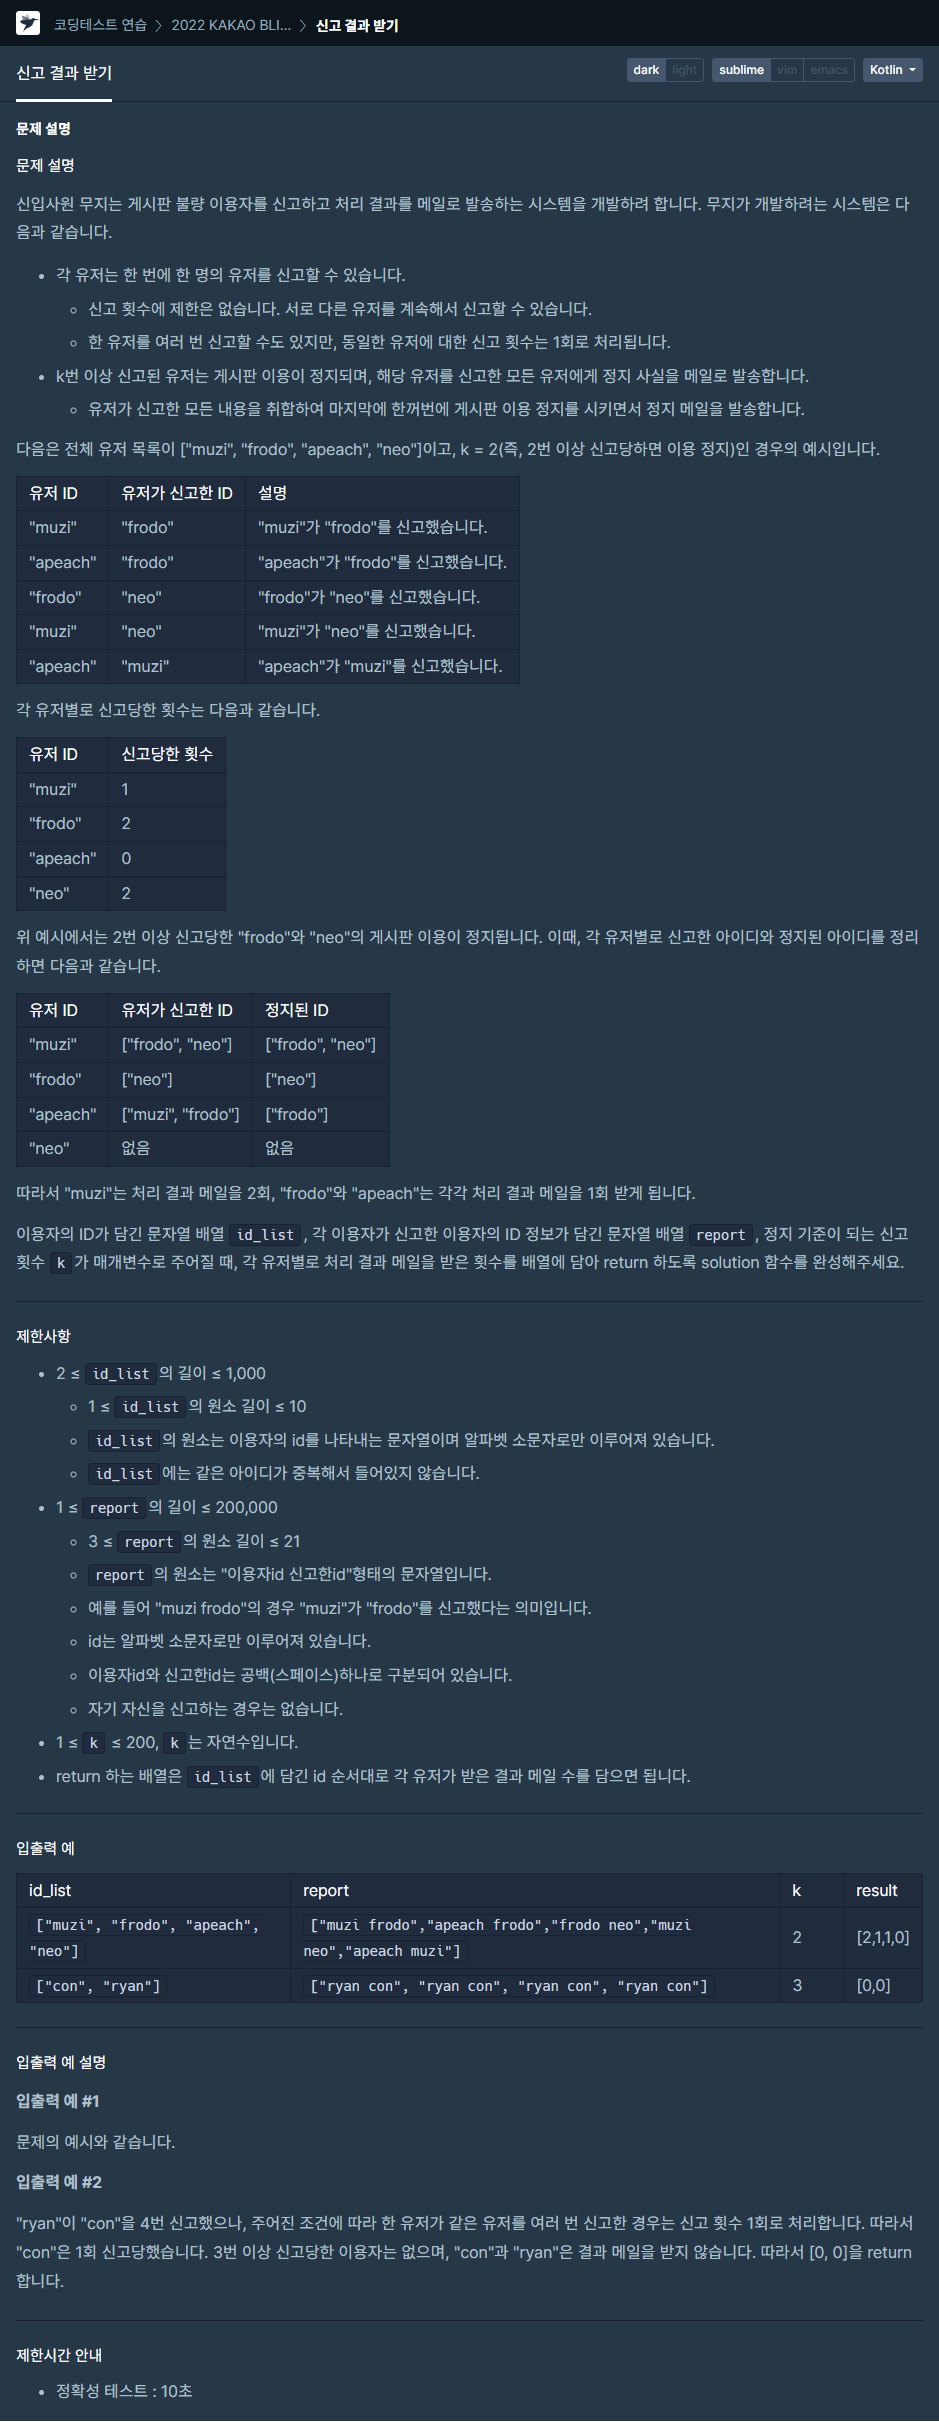 코딩테스트 연습 > 2022 KAKAO BLI... > 신고 결과 받기
신고 결과 받기 dark light sublime vim emacs Kotlin
문제 설명
문제 설명
신입사원 무지는 게시판 불량 이용자를 신고하고 처리 결과를 메일로 발송하는 시스템을 개발하려 합니다. 무지가 개발하려는 시스템은 다
음과 같습니다.
• 각 유저는 한 번에 한 명의 유저를 신고할 수 있습니다.
◦ 신고 횟수에 제한은 없습니다. 서로 다른 유저를 계속해서 신고할 수 있습니다.
◦ 한 유저를 여러 번 신고할 수도 있지만, 동일한 유저에 대한 신고 횟수는 1회로 처리됩니다.
• k번 이상 신고된 유저는 게시판 이용이 정지되며, 해당 유저를 신고한 모든 유저에게 정지 사실을 메일로 발송합니다.
◦ 유저가 신고한 모든 내용을 취합하여 마지막에 한꺼번에 게시판 이용 정지를 시키면서 정지 메일을 발송합니다.
다음은 전체 유저 목록이 ["muzi", "frodo", "apeach", "neo"]이고, k = 2(즉, 2번 이상 신고당하면 이용 정지)인 경우의 예시입니다.
유저 ID 유저가 신고한 ID 설명
"muzi" "frodo" "muzi"가 "frodo"를 신고했습니다.
"apeach" "frodo" "apeach"가 "frodo"를 신고했습니다.
"frodo" "neo" "frodo"가 "neo"를 신고했습니다.
"muzi" "neo" "muzi"가 "neo"를 신고했습니다.
"apeach" "muzi" "apeach"가 "muzi"를 신고했습니다.
각 유저별로 신고당한 횟수는 다음과 같습니다.
유저 ID 신고당한 횟수
"muzi" 1
"frodo" 2
"apeach" 0
"neo" 2
위 예시에서는 2번 이상 신고당한 "frodo"와 "neo"의 게시판 이용이 정지됩니다. 이때, 각 유저별로 신고한 아이디와 정지된 아이디를 정리
하면 다음과 같습니다.
유저 ID 유저가 신고한 ID 정지된 ID
"muzi" ["frodo", "neo"] ["frodo", "neo"]
"frodo" ["neo"] ["neo"]
"apeach" ["muzi", "frodo"] ["frodo"]
"neo" 없음 없음
따라서 "muzi"는 처리 결과 메일을 2회, "frodo"와 "apeach"는 각각 처리 결과 메일을 1회 받게 됩니다.
이용자의 ID가 담긴 문자열 배열 id_list, 각 이용자가 신고한 이용자의 ID 정보가 담긴 문자열 배열 report, 정지 기준이 되는 신고
횟수 k가 매개변수로 주어질 때, 각 유저별로 처리 결과 메일을 받은 횟수를 배열에 담아 return 하도록 solution 함수를 완성해주세요.
제한사항
• 2 ≤ id_list의 길이 ≤ 1,000
◦ 1 ≤ id_list의 원소 길이 ≤ 10
◦ id_list의 원소는 이용자의 id를 나타내는 문자열이며 알파벳 소문자로만 이루어져 있습니다.
◦ id_list에는 같은 아이디가 중복해서 들어있지 않습니다.
• 1 ≤ report의 길이 ≤ 200,000
◦ 3 ≤ report의 원소 길이 ≤ 21
◦ report의 원소는 "이용자id 신고한id"형태의 문자열입니다.
◦ 예를 들어 "muzi frodo"의 경우 "muzi"가 "frodo"를 신고했다는 의미입니다.
◦ id는 알파벳 소문자로만 이루어져 있습니다.
◦ 이용자id와 신고한id는 공백(스페이스)하나로 구분되어 있습니다.
◦ 자기 자신을 신고하는 경우는 없습니다.
• 1 ≤ k ≤ 200, k는 자연수입니다.
• return 하는 배열은 id_list에 담긴 id 순서대로 각 유저가 받은 결과 메일 수를 담으면 됩니다.
입출력 예
id_list report k result
["muzi", "frodo", "apeach", ["muzi frodo","apeach frodo","frodo neo","muzi 2 [2,1,1,0]
"neo"] neo","apeach muzi"]
["con", "ryan"] ["ryan con", "ryan con", "ryan con", "ryan con"] 3 [0,0]
입출력 예 설명
입출력 예 #1
문제의 예시와 같습니다.
입출력 예 #2
"ryan"이 "con"을 4번 신고했으나, 주어진 조건에 따라 한 유저가 같은 유저를 여러 번 신고한 경우는 신고 횟수 1회로 처리합니다. 따라서
"con"은 1회 신고당했습니다. 3번 이상 신고당한 이용자는 없으며, "con"과 "ryan"은 결과 메일을 받지 않습니다. 따라서 [0, 0]을 return
합니다.
제한시간 안내
• 정확성 테스트 : 10초